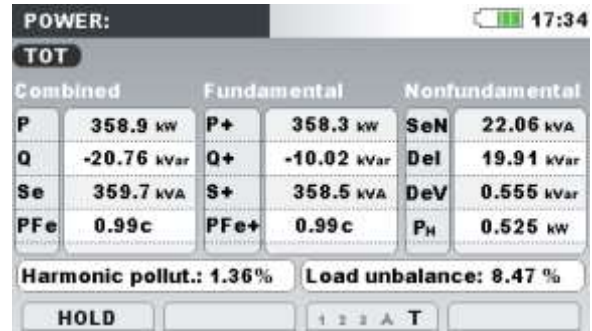 POWER: 17:34
TOT
Combined Fundamental Nonfundamental
P 358.9 kW P+ 358.3 kW SeN 22.06 kVA
Q -20.76 kVar Q+ -10.02 kVar DeI 19.91 kVar
Se 359.7 kVA S+ 358.5 kVA DeV 0.555 kVar
PFe 0.99c PFe+ 0.99c PH 0.525 kW
Harmonic pollut.: 1.36% Load unbalance: 8.47 %
HOLD 1 2 3 A T